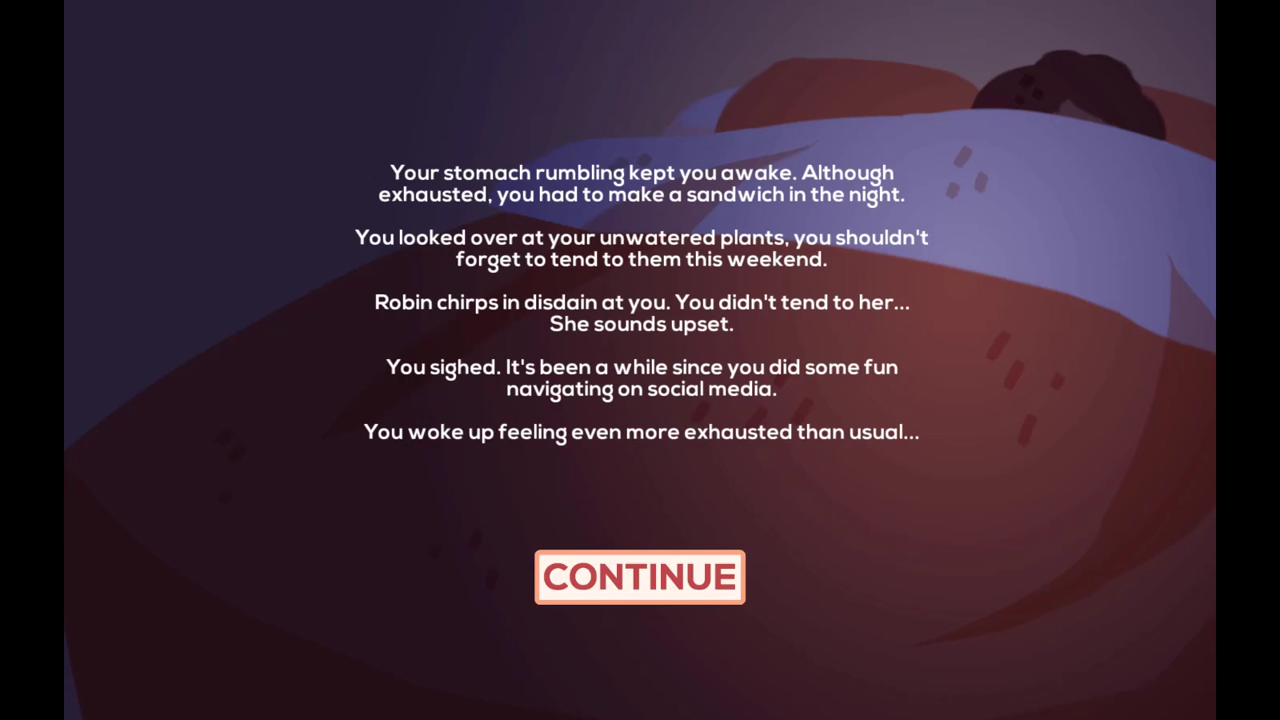 Your stomach rumbling kept you awake. Although
exhausted, you had to make a sandwich in the night.
You looked over at your unwatered plants, you shouldn't
forget to tend to them this weekend.
Robin chirps in disdain at you. You didn't tend to her...
She sounds upset.
You sighed. It's been a while since you did some fun
navigating on social media.
You woke up feeling even more exhausted than usual...
CONTINUE